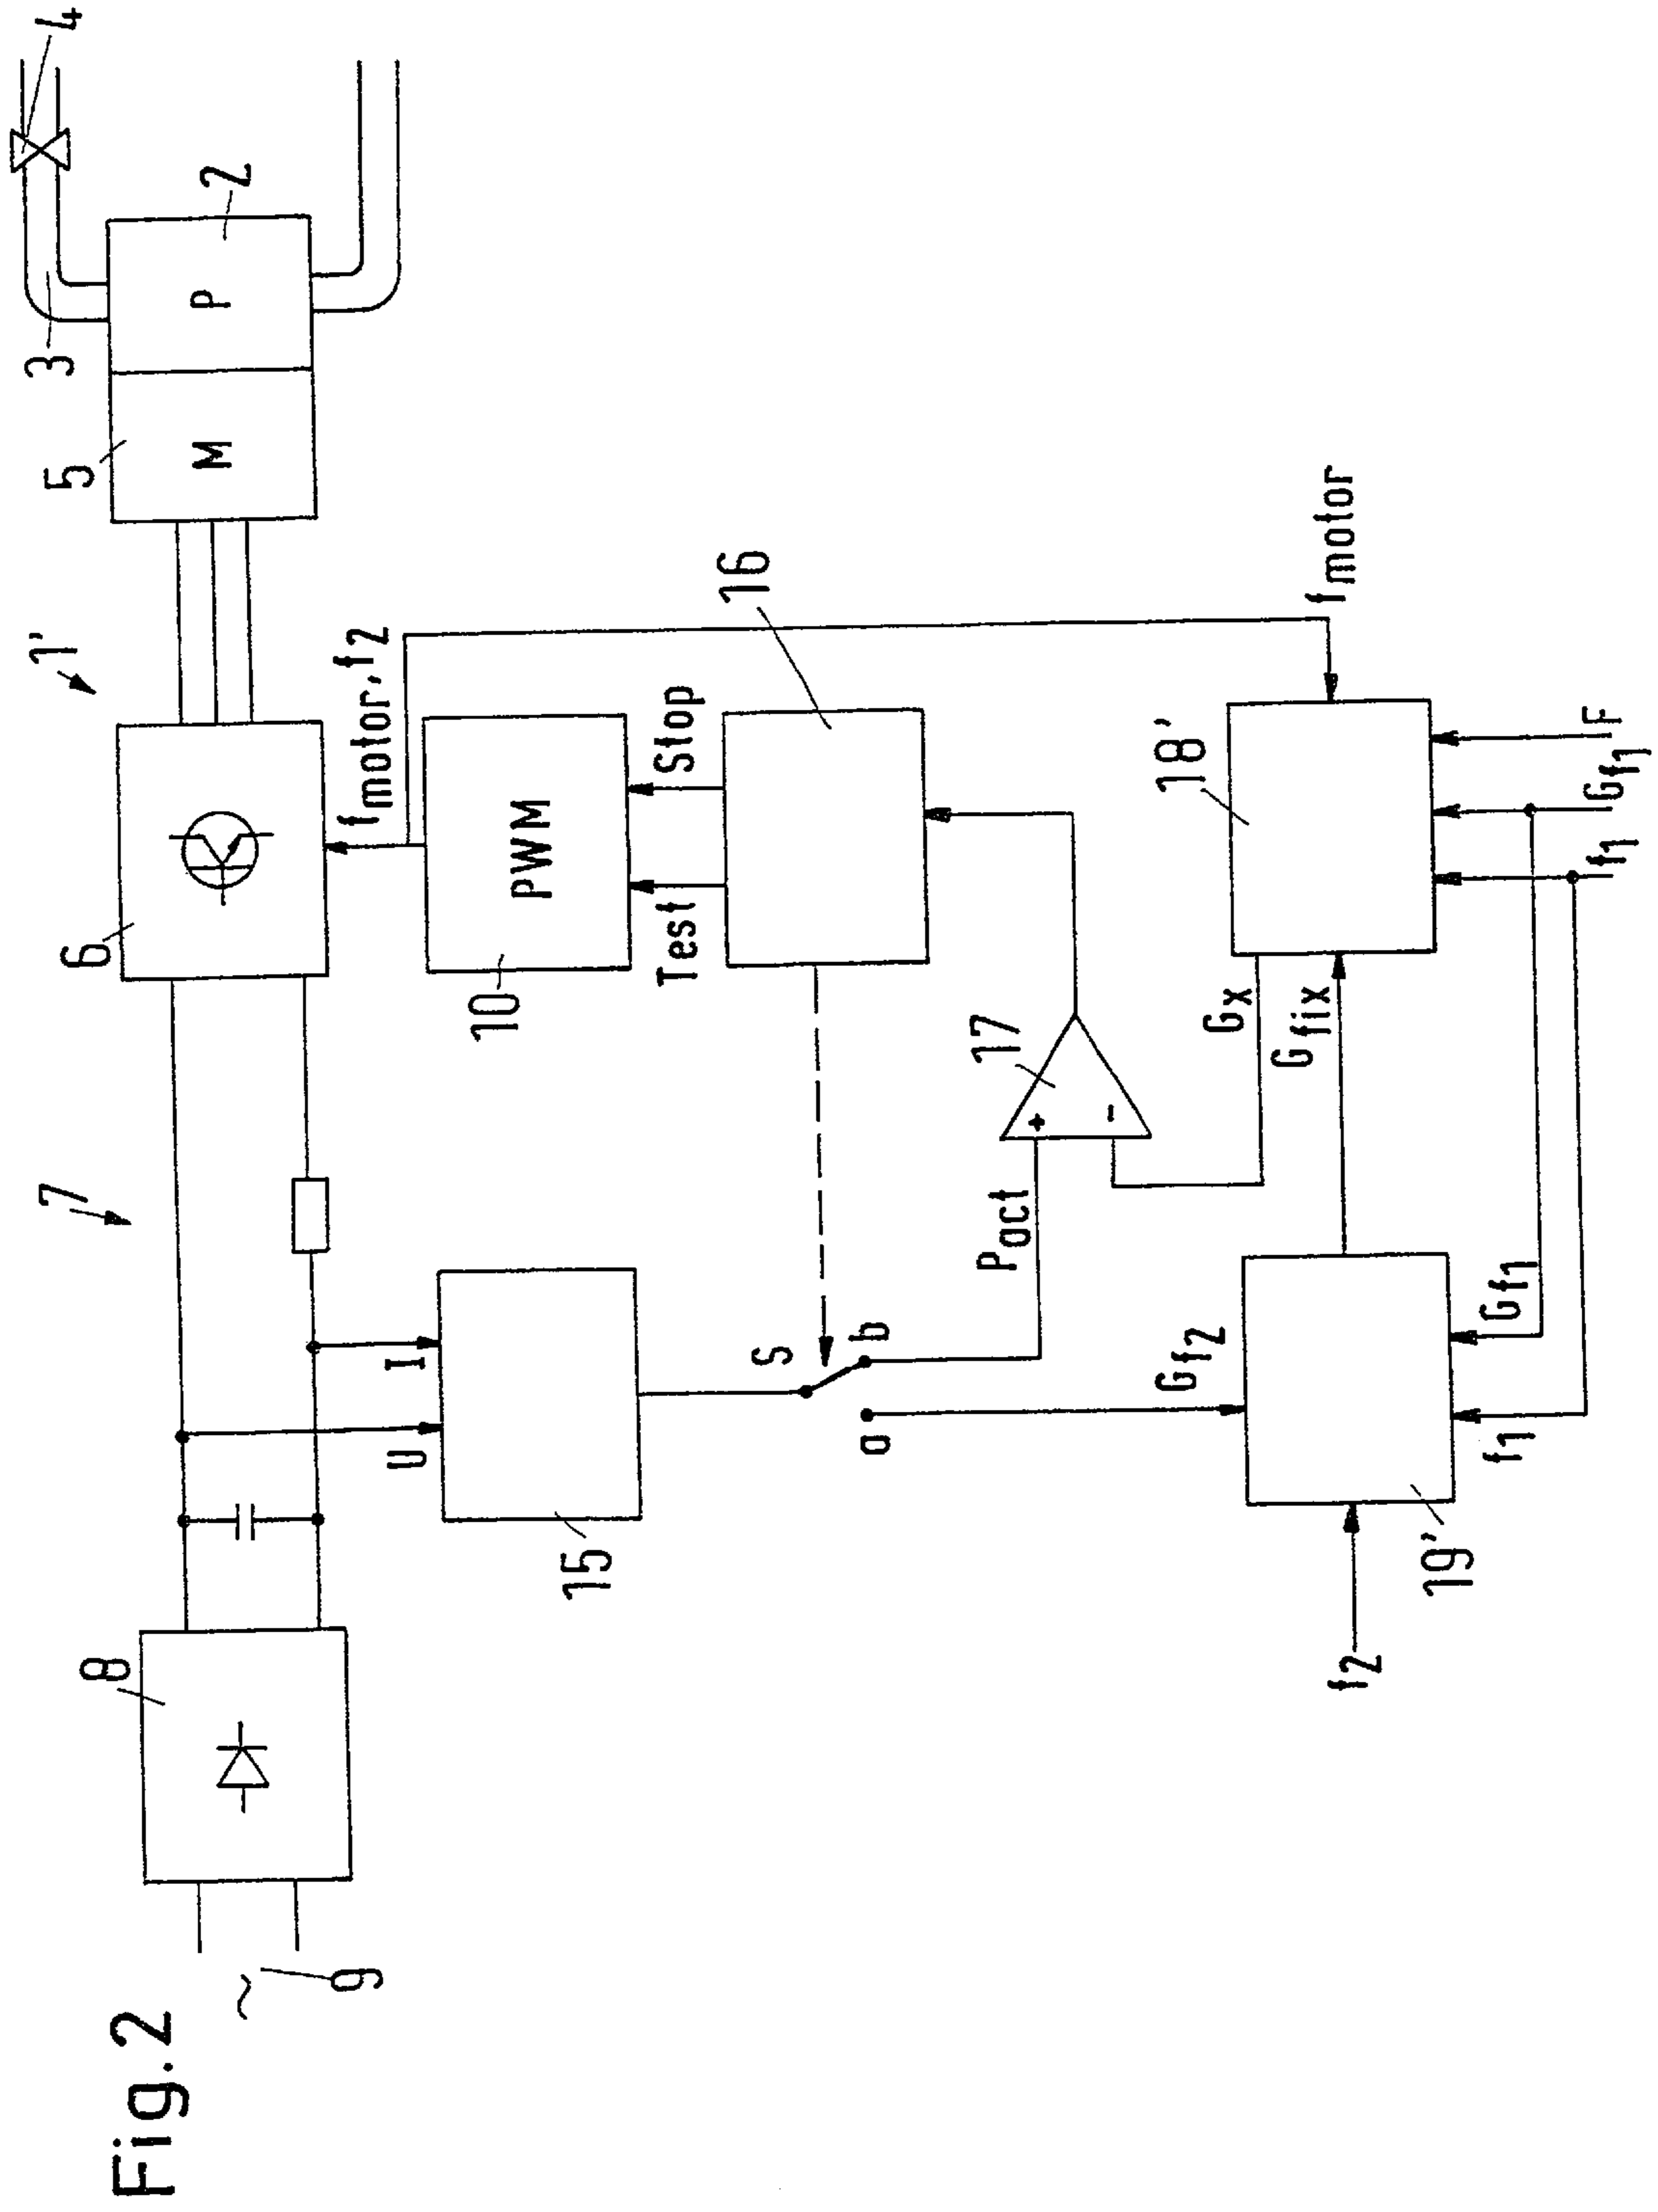 Fig.2
1'
4
3
2
P
5
M
6
7
8
9
~
f motor, f2
PWM
10
Test
Stop
16
U
I
15
S
a
b
Pact
+
-
17
Gx
Gfix
Gf2
18'
fmotor
F
Gf1
f1
Gf1
f1
19'
f2